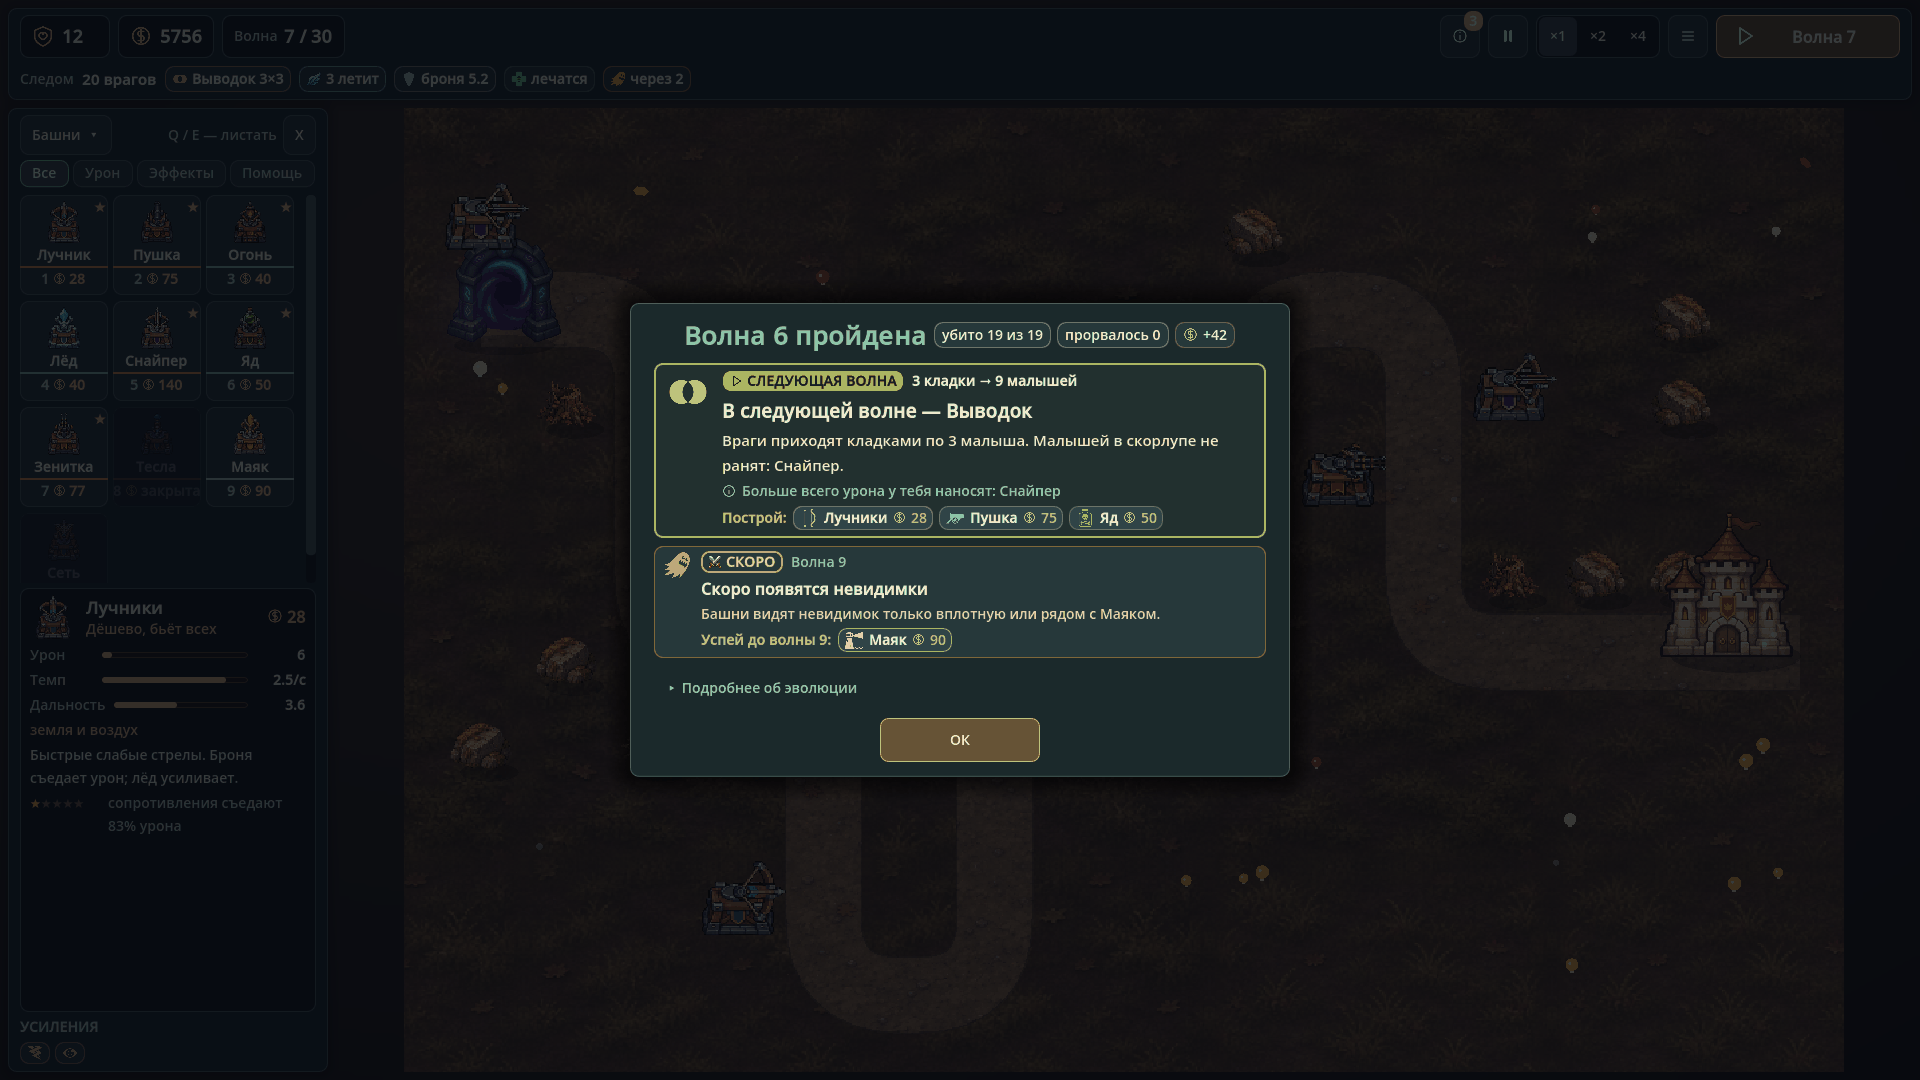 12
5756
Волна 7 / 30
3
×1 ×2 ×4
Волна 7
Следом 20 врагов Выводок 3×3 3 летит броня 5.2 лечатся через 2
Башни
Q / E — листать
X
Все Урон Эффекты Помощь
Лучник Пушка Огонь
1 28 2 75 3 40
Лёд Снайпер Яд
4 40 5 140 6 50
Зенитка Тесла Маяк
7 77 8 закрыта 9 90
Сеть
Лучники
28
Дёшево, бьёт всех
Урон 6
Темп 2.5/с
Дальность 3.6
земля и воздух
Быстрые слабые стрелы. Броня
съедает урон; лёд усиливает.
сопротивления съедают
83% урона
УСИЛЕНИЯ
Волна 6 пройдена убито 19 из 19 прорвалось 0 +42
СЛЕДУЮЩАЯ ВОЛНА 3 кладки → 9 малышей
В следующей волне — Выводок
Враги приходят кладками по 3 малыша. Малышей в скорлупе не
ранят: Снайпер.
Больше всего урона у тебя наносят: Снайпер
Построй: Лучники 28 Пушка 75 Яд 50
СКОРО Волна 9
Скоро появятся невидимки
Башни видят невидимок только вплотную или рядом с Маяком.
Успей до волны 9: Маяк 90
Подробнее об эволюции
ОК